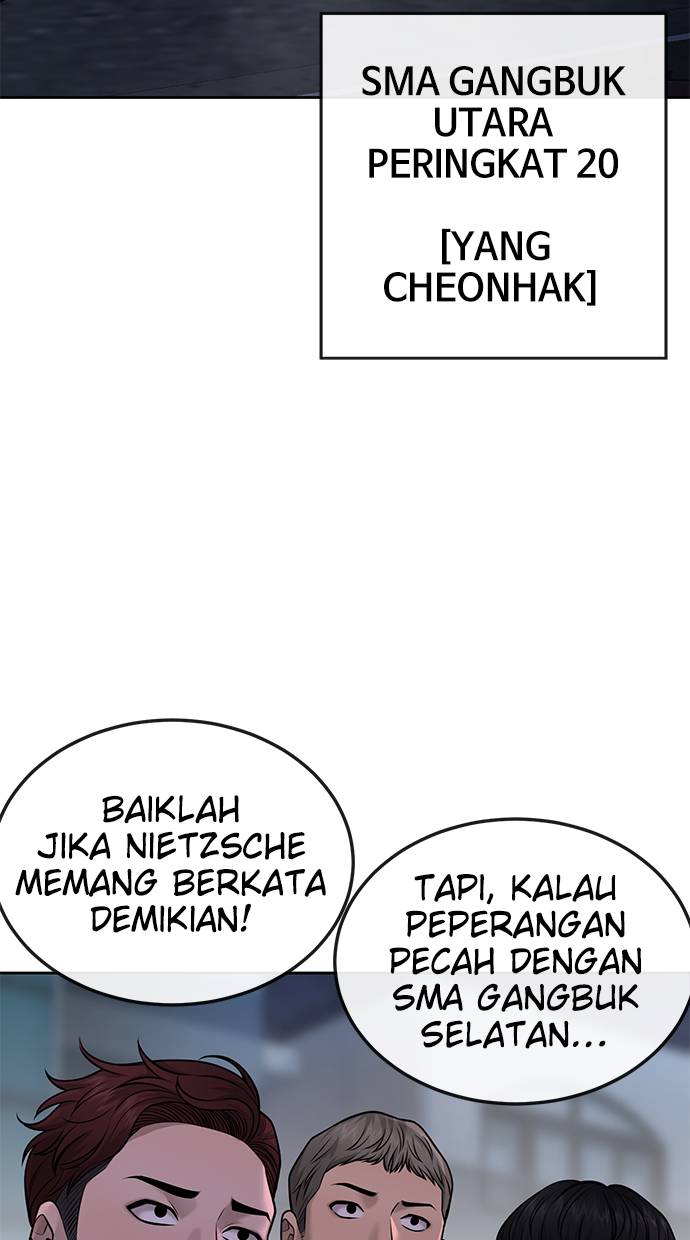 SMA GANGBUK
UTARA
PERINGKAT 20
[YANG
CHEONHAK]
BAIKLAH
JIKA NIETZSCHE
MEMANG BERKATA
DEMIKIAN!
TAPI, KALAU
PEPERANGAN
PECAH DENGAN
SMA GANGBUK
SELATAN...